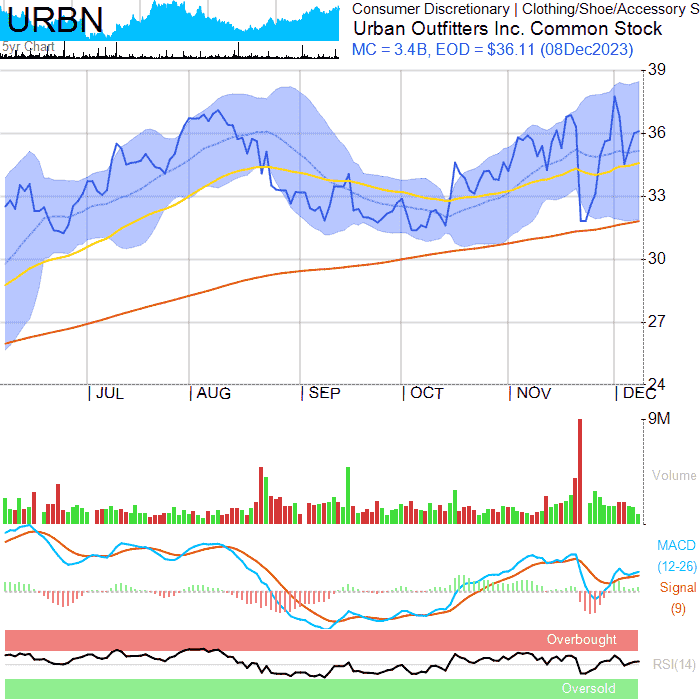 URBN
5yr Chart
Consumer Discretionary | Clothing/Shoe/Accessory S
Urban Outfitters Inc. Common Stock
MC = 3.4B, EOD = $36.11 (08Dec2023)
39
36
33
30
27
24
JUL
AUG
SEP
OCT
NOV
DEC
9M
Volume
MACD
(12-26)
Signal
(9)
Overbought
RSI(14)
Oversold